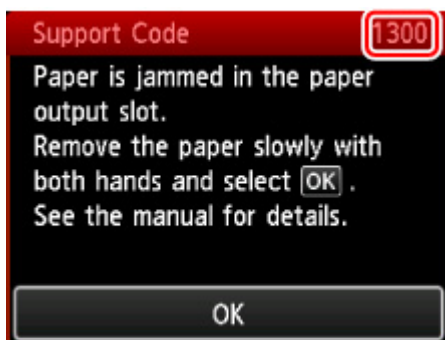 Support Code 1300
Paper is jammed in the paper
output slot.
Remove the paper slowly with
both hands and select OK .
See the manual for details.
OK